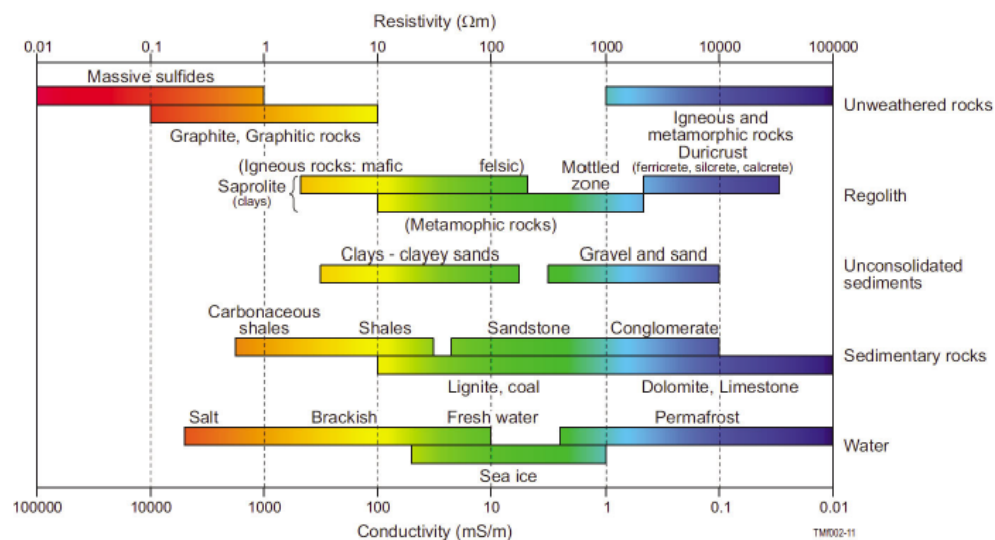 Resistivity (Ωm)
0.01 0.1 1 10 100 1000 10000 100000
Massive sulfides
Unweathered rocks
Graphite, Graphitic rocks
Igneous and
metamorphic rocks
Duricrust
(ferricrete, silcrete, calcrete)
(Igneous rocks: mafic felsic)
Mottled
zone
Saprolite
(clays)
Regolith
(Metamophic rocks)
Clays - clayey sands
Gravel and sand
Unconsolidated
sediments
Carbonaceous
shales
Shales
Sandstone
Conglomerate
Sedimentary rocks
Lignite, coal
Dolomite, Limestone
Salt
Brackish
Fresh water
Permafrost
Water
Sea ice
100000 10000 1000 100 10 1 0.1 0.01
Conductivity (mS/m)
TMf002-11